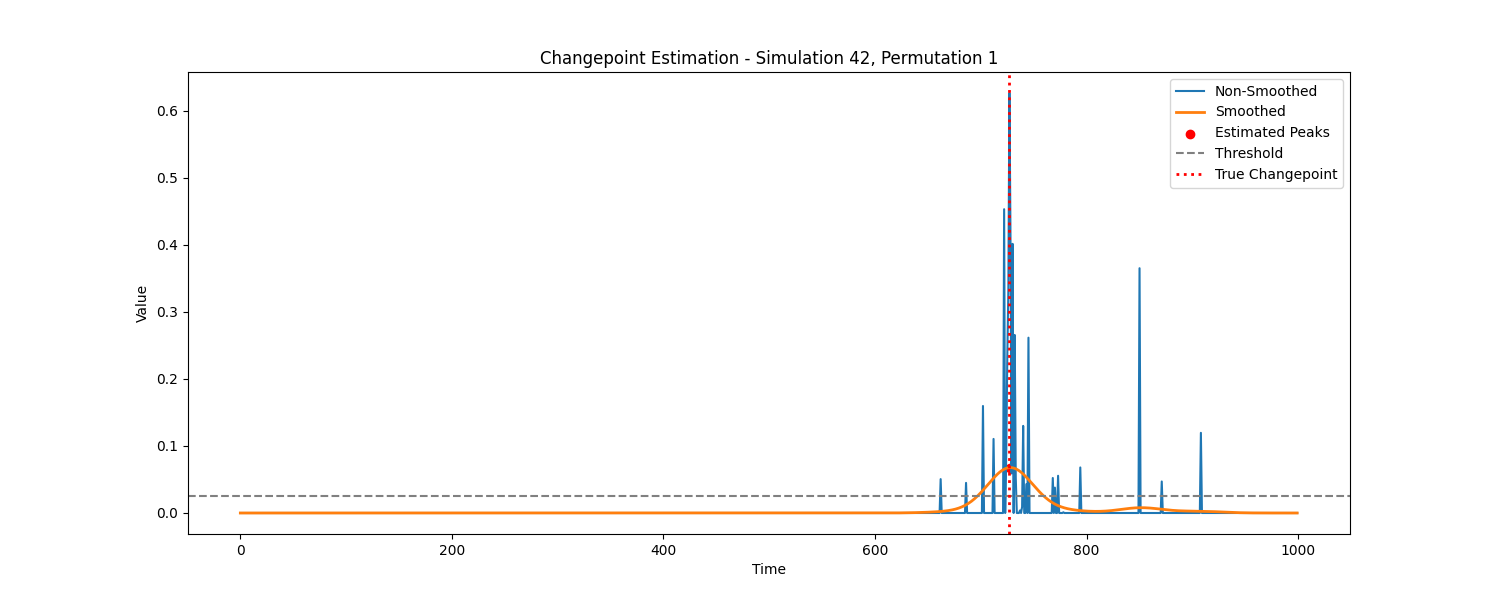 Changepoint Estimation - Simulation 42, Permutation 1
Non-Smoothed
Smoothed
Estimated Peaks
Threshold
True Changepoint
0.6
0.5
0.4
0.3
0.2
0.1
0.0
Value
0
200
400
600
800
1000
Time